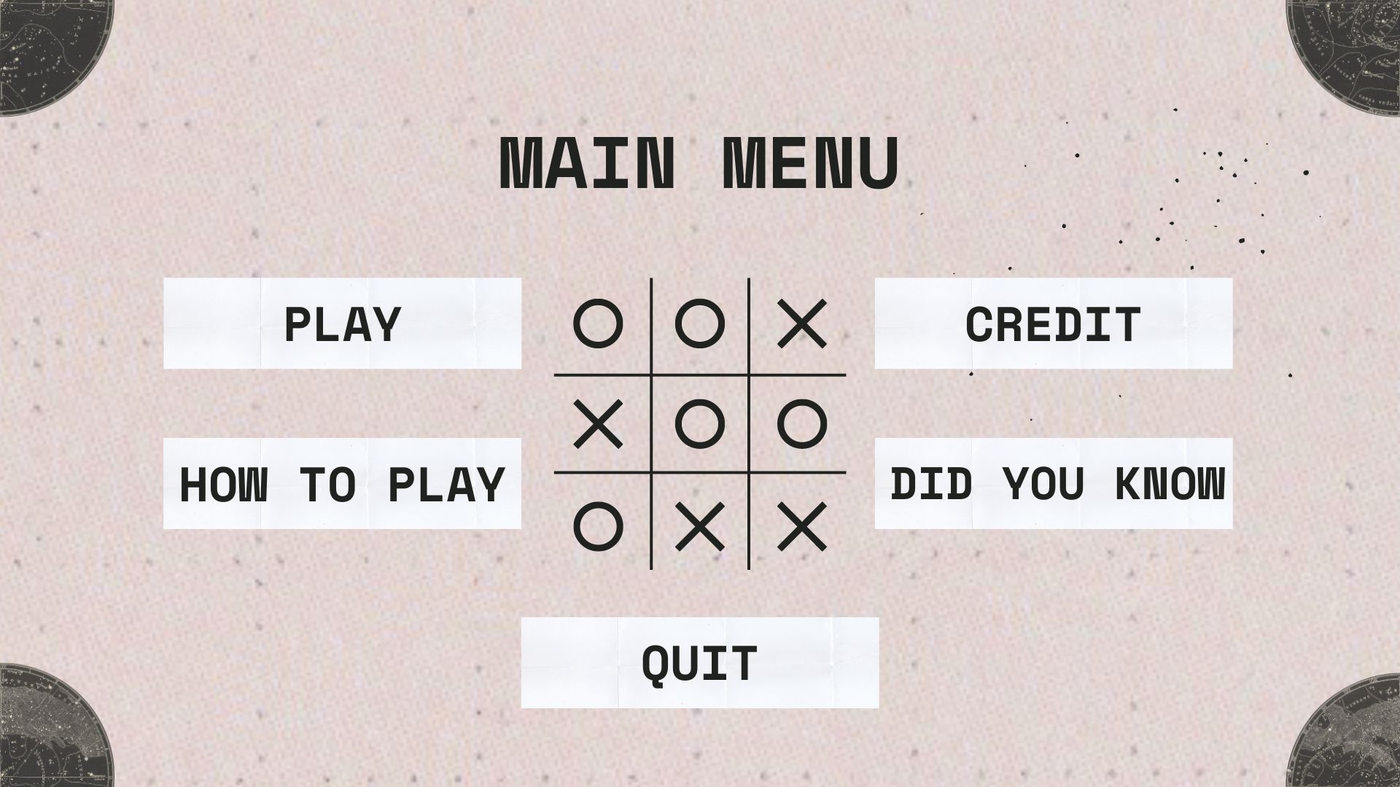 MAIN MENU
PLAY
CREDIT
O O X
X O O
O X X
HOW TO PLAY
DID YOU KNOW
QUIT